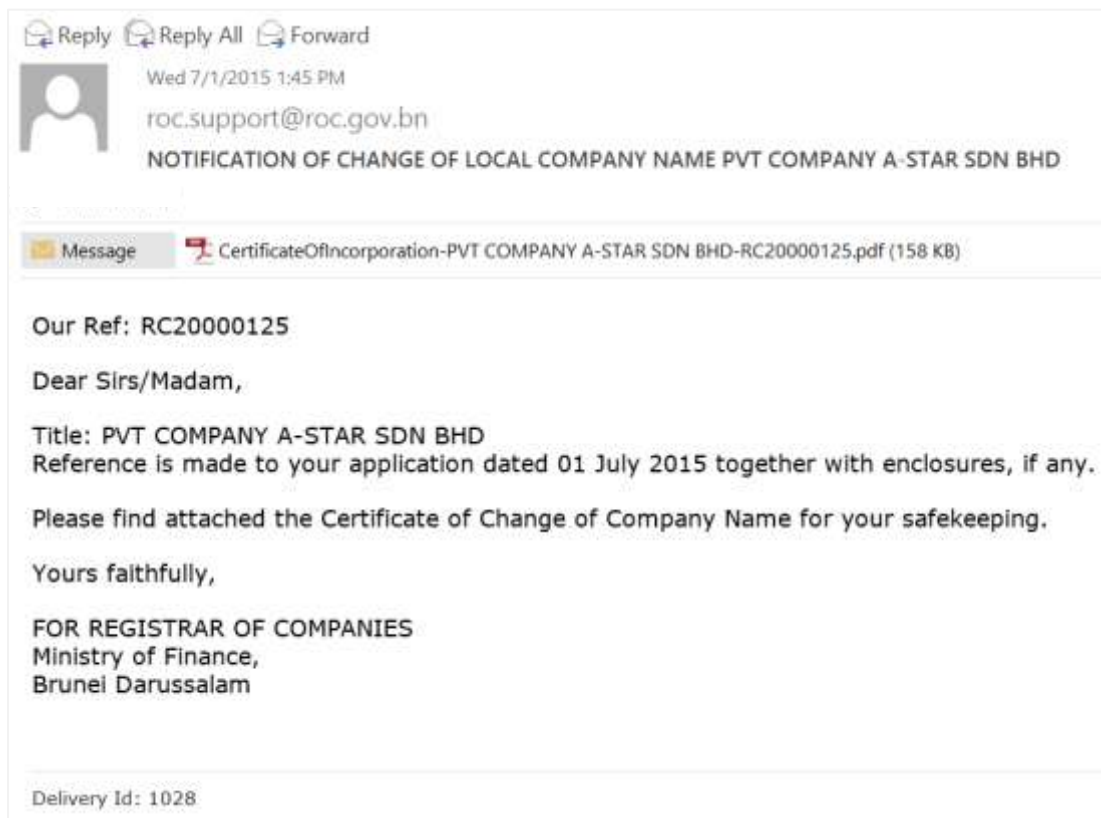 Reply Reply All Forward
Wed 7/1/2015 1:45 PM
roc.support@roc.gov.bn
NOTIFICATION OF CHANGE OF LOCAL COMPANY NAME PVT COMPANY A-STAR SDN BHD
Message CertificateOfIncorporation-PVT COMPANY A-STAR SDN BHD-RC20000125.pdf (158 KB)
Our Ref: RC20000125
Dear Sirs/Madam,
Title: PVT COMPANY A-STAR SDN BHD
Reference is made to your application dated 01 July 2015 together with enclosures, if any.
Please find attached the Certificate of Change of Company Name for your safekeeping.
Yours faithfully,
FOR REGISTRAR OF COMPANIES
Ministry of Finance,
Brunei Darussalam
Delivery Id: 1028